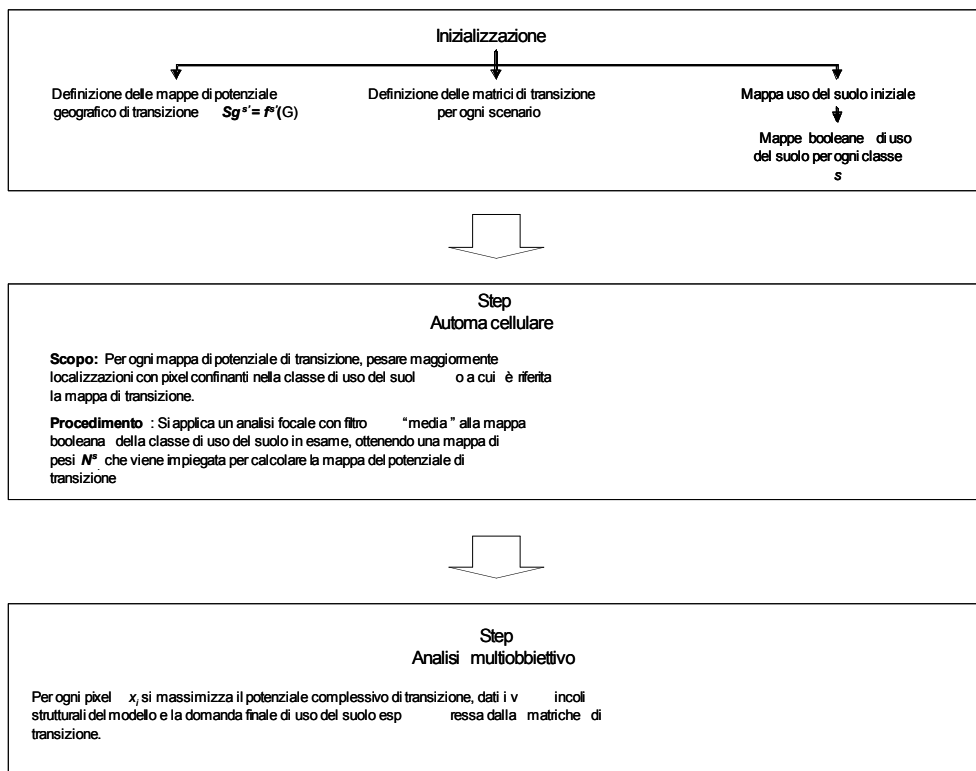 Inizializzazione
Definizione delle mappe di potenziale
geografico di transizione Sg^s' = f^s'(G)
Definizione delle matrici di transizione
per ogni scenario
Mappa uso del suolo iniziale
Mappe booleane di uso
del suolo per ogni classe
s
Step
Automa cellulare
Scopo: Per ogni mappa di potenziale di transizione, pesare maggiormente
localizzazioni con pixel confinanti nella classe di uso del suol o a cui è riferita
la mappa di transizione.
Procedimento : Si applica un analisi focale con filtro "media " alla mappa
booleana della classe di uso del suolo in esame, ottenendo una mappa di
pesi N^s, che viene impiegata per calcolare la mappa del potenziale di
transizione
Step
Analisi multiobbiettivo
Per ogni pixel x_i si massimizza il potenziale complessivo di transizione, dati i v incoli
strutturali del modello e la domanda finale di uso del suolo esp ressa dalla matriche di
transizione.